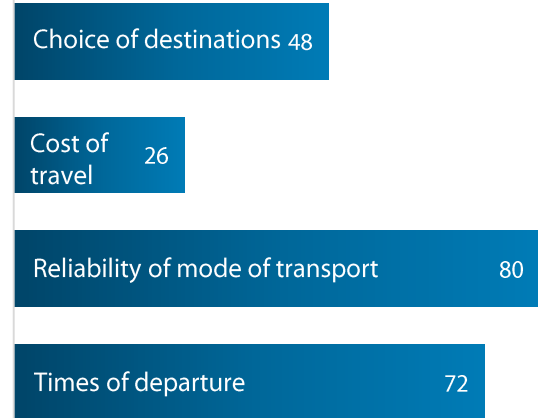 Choice of destinations 48
Cost of
travel 26
Reliability of mode of transport 80
Times of departure 72